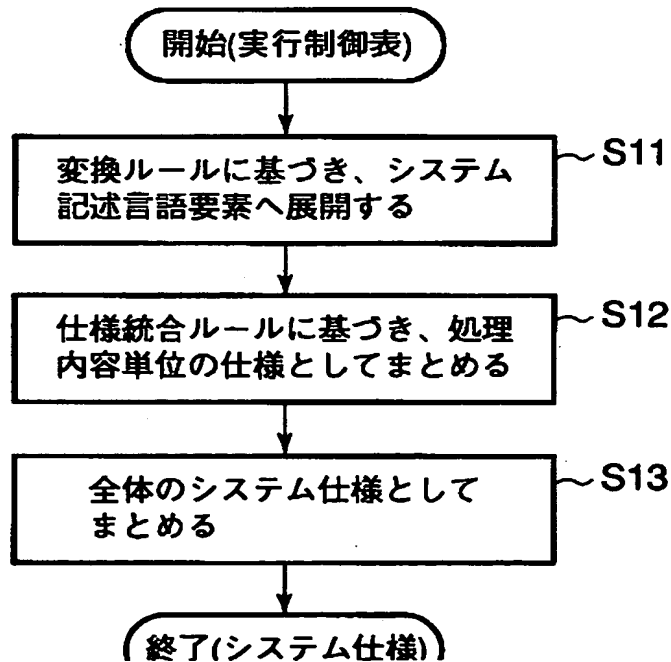 開始(実行制御表)
変換ルールに基づき、システム
記述言語要素へ展開する
S11
仕様統合ルールに基づき、処理
内容単位の仕様としてまとめる
S12
全体のシステム仕様として
まとめる
S13
終了(システム仕様)